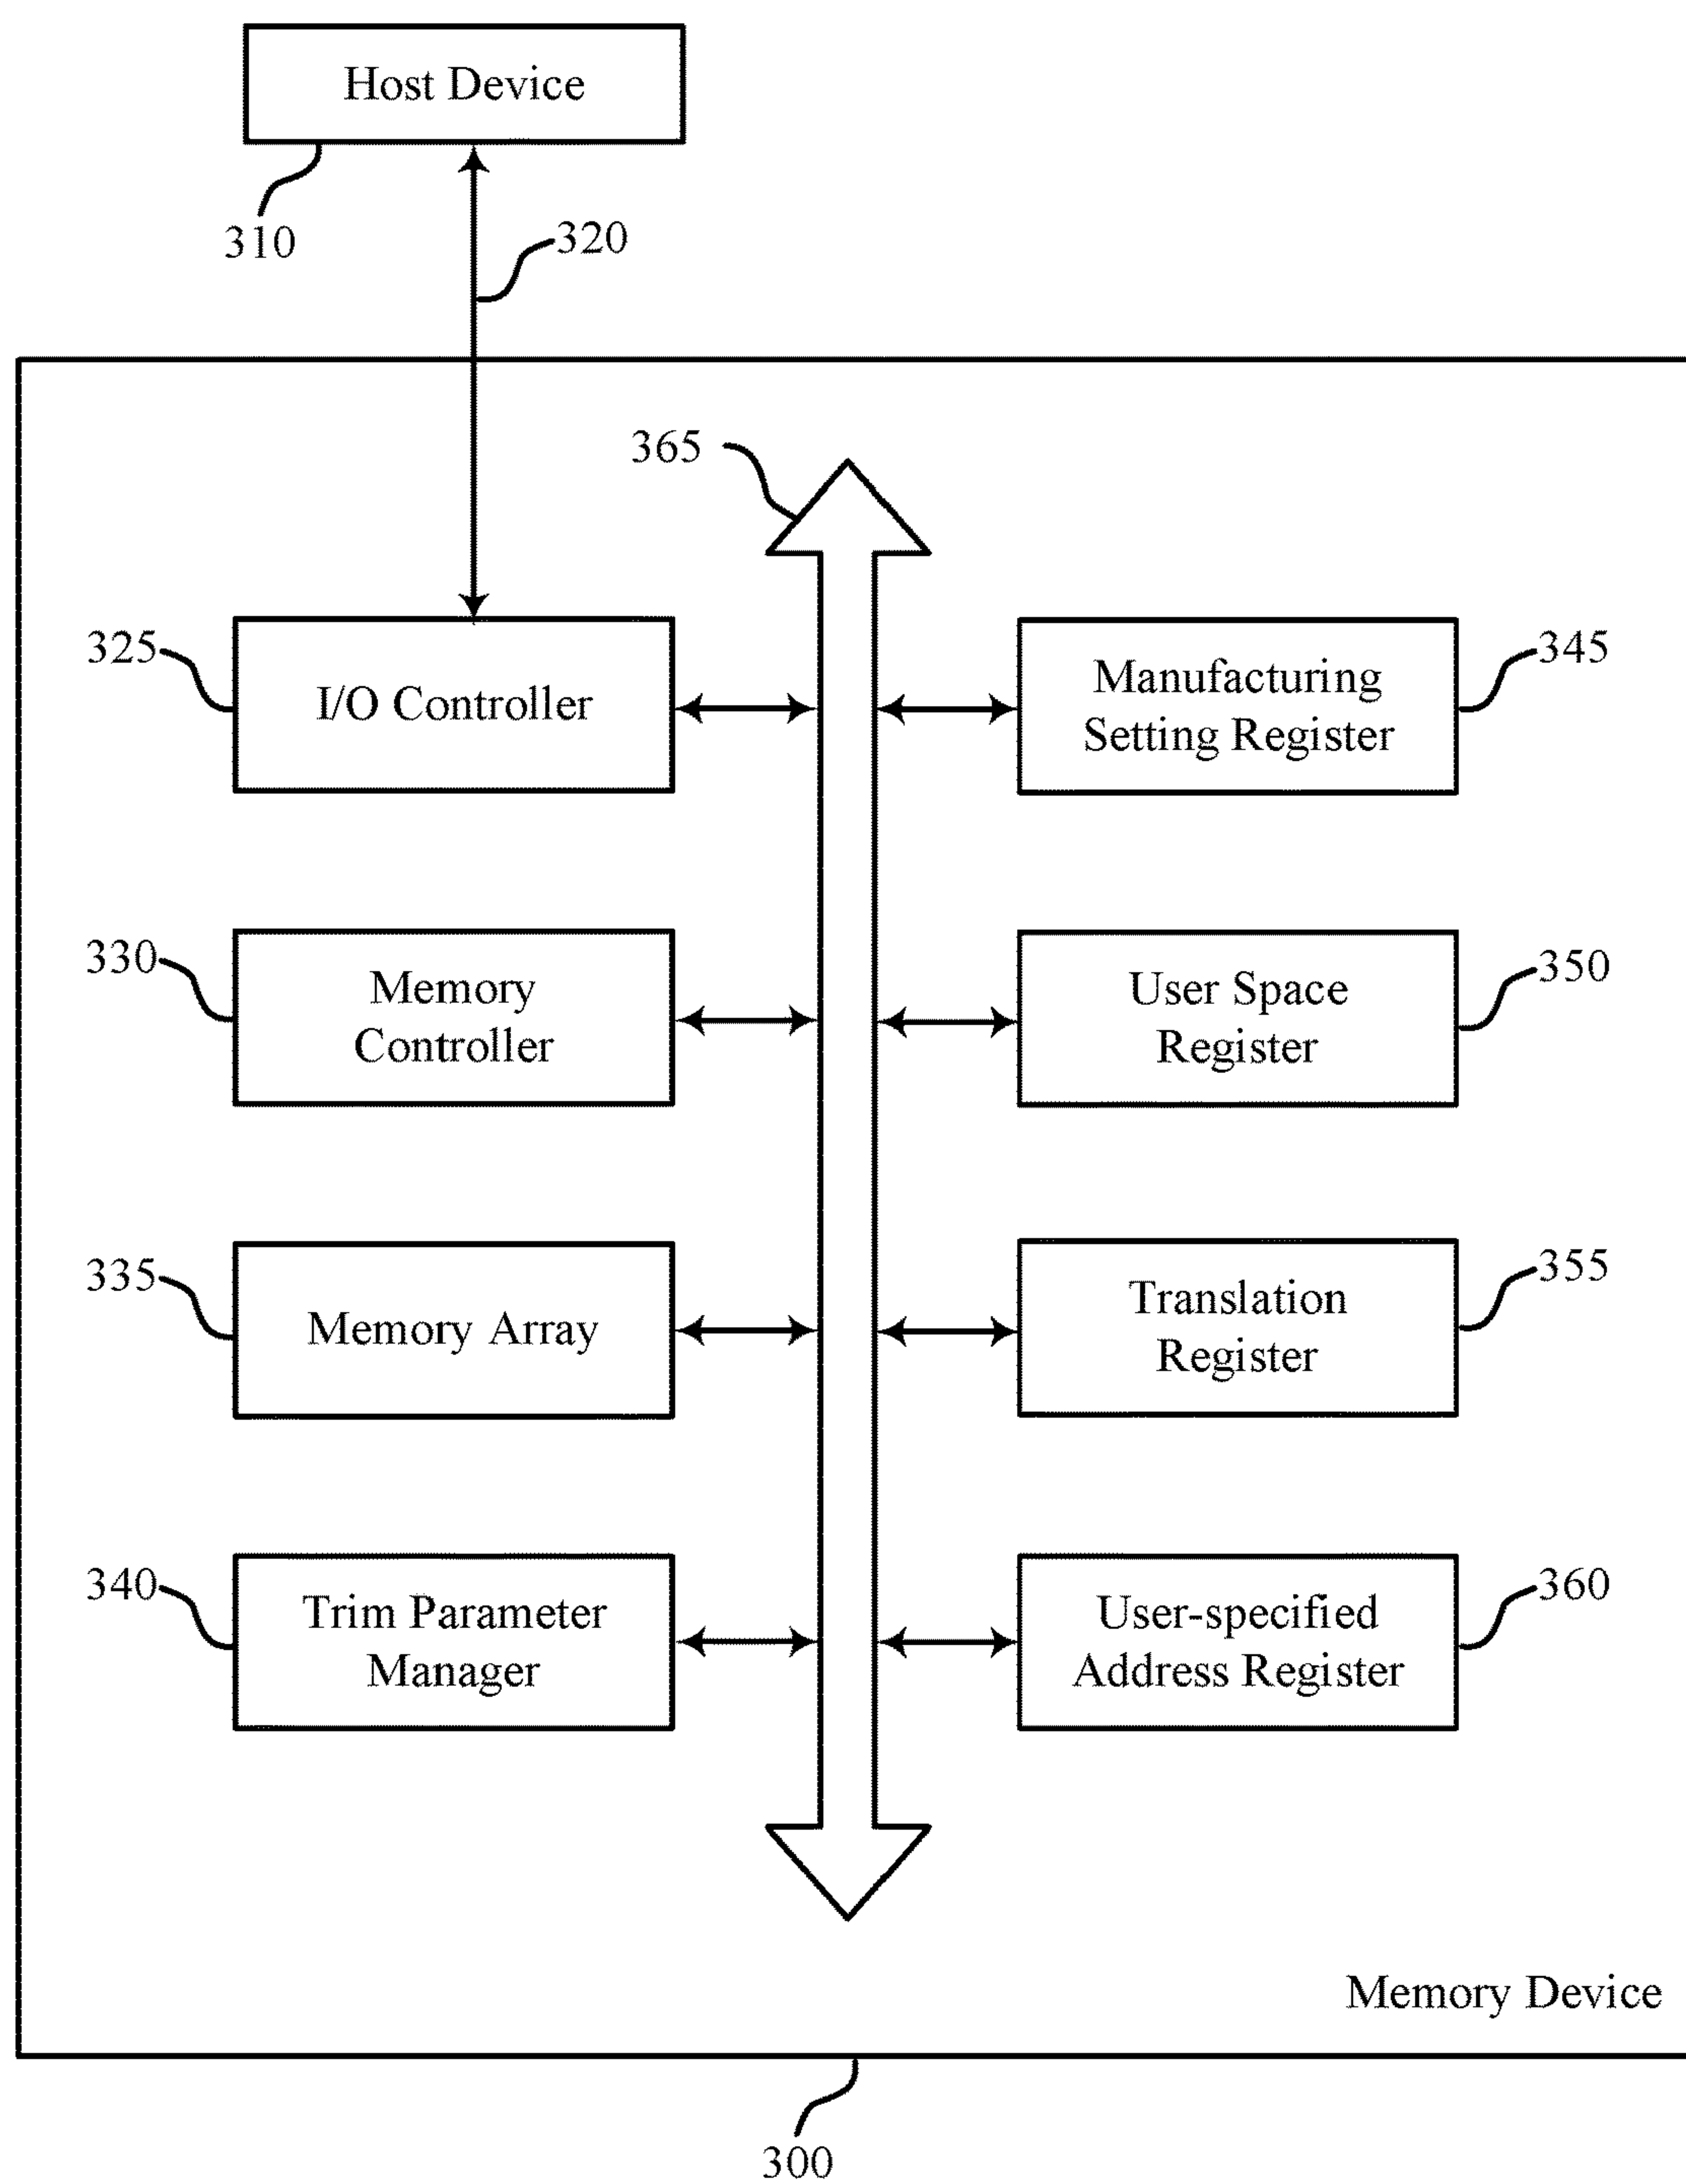 Host Device
310
320
365
325
I/O Controller
Manufacturing
Setting Register
345
330
Memory
Controller
User Space
Register
350
335
Memory Array
Translation
Register
355
340
Trim Parameter
Manager
User-specified
Address Register
360
Memory Device
300